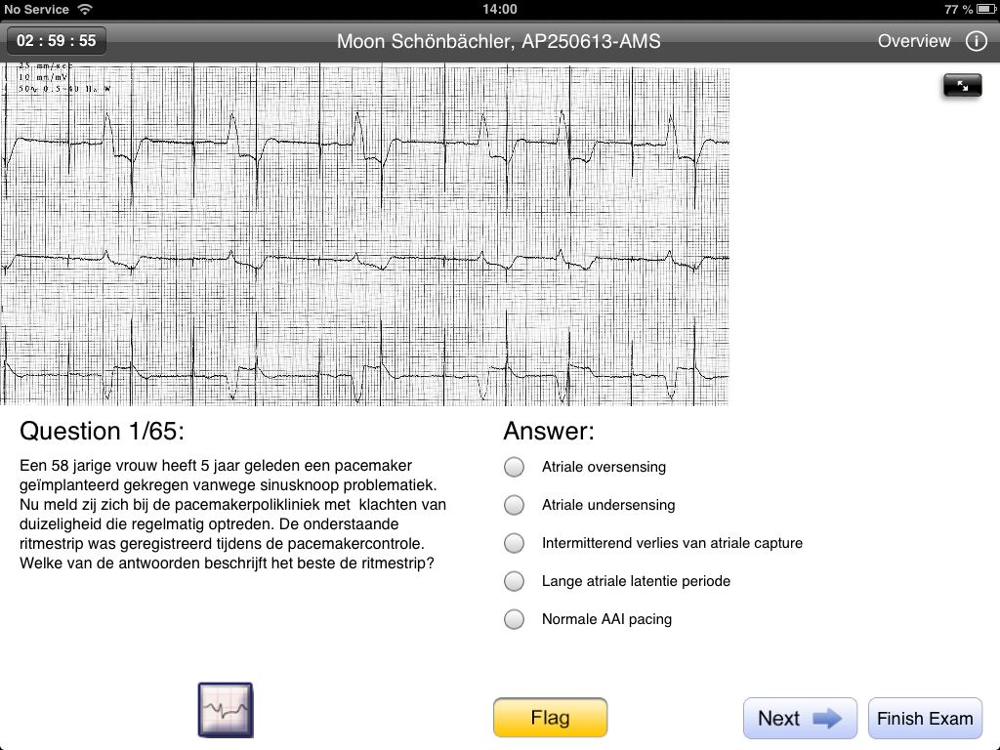 No Service 14:00 77 %
02 : 59 : 55 Moon Schönbächler, AP250613-AMS Overview
25 mm/sec
10 mm/mV
50∿ 0.5-40 Hz W
Question 1/65:
Een 58 jarige vrouw heeft 5 jaar geleden een pacemaker
geïmplanteerd gekregen vanwege sinusknoop problematiek.
Nu meld zij zich bij de pacemakerpolikliniek met klachten van
duizeligheid die regelmatig optreden. De onderstaande
ritmestrip was geregistreerd tijdens de pacemakercontrole.
Welke van de antwoorden beschrijft het beste de ritmestrip?
Answer:
Atriale oversensing
Atriale undersensing
Intermitterend verlies van atriale capture
Lange atriale latentie periode
Normale AAI pacing
Flag
Next
Finish Exam